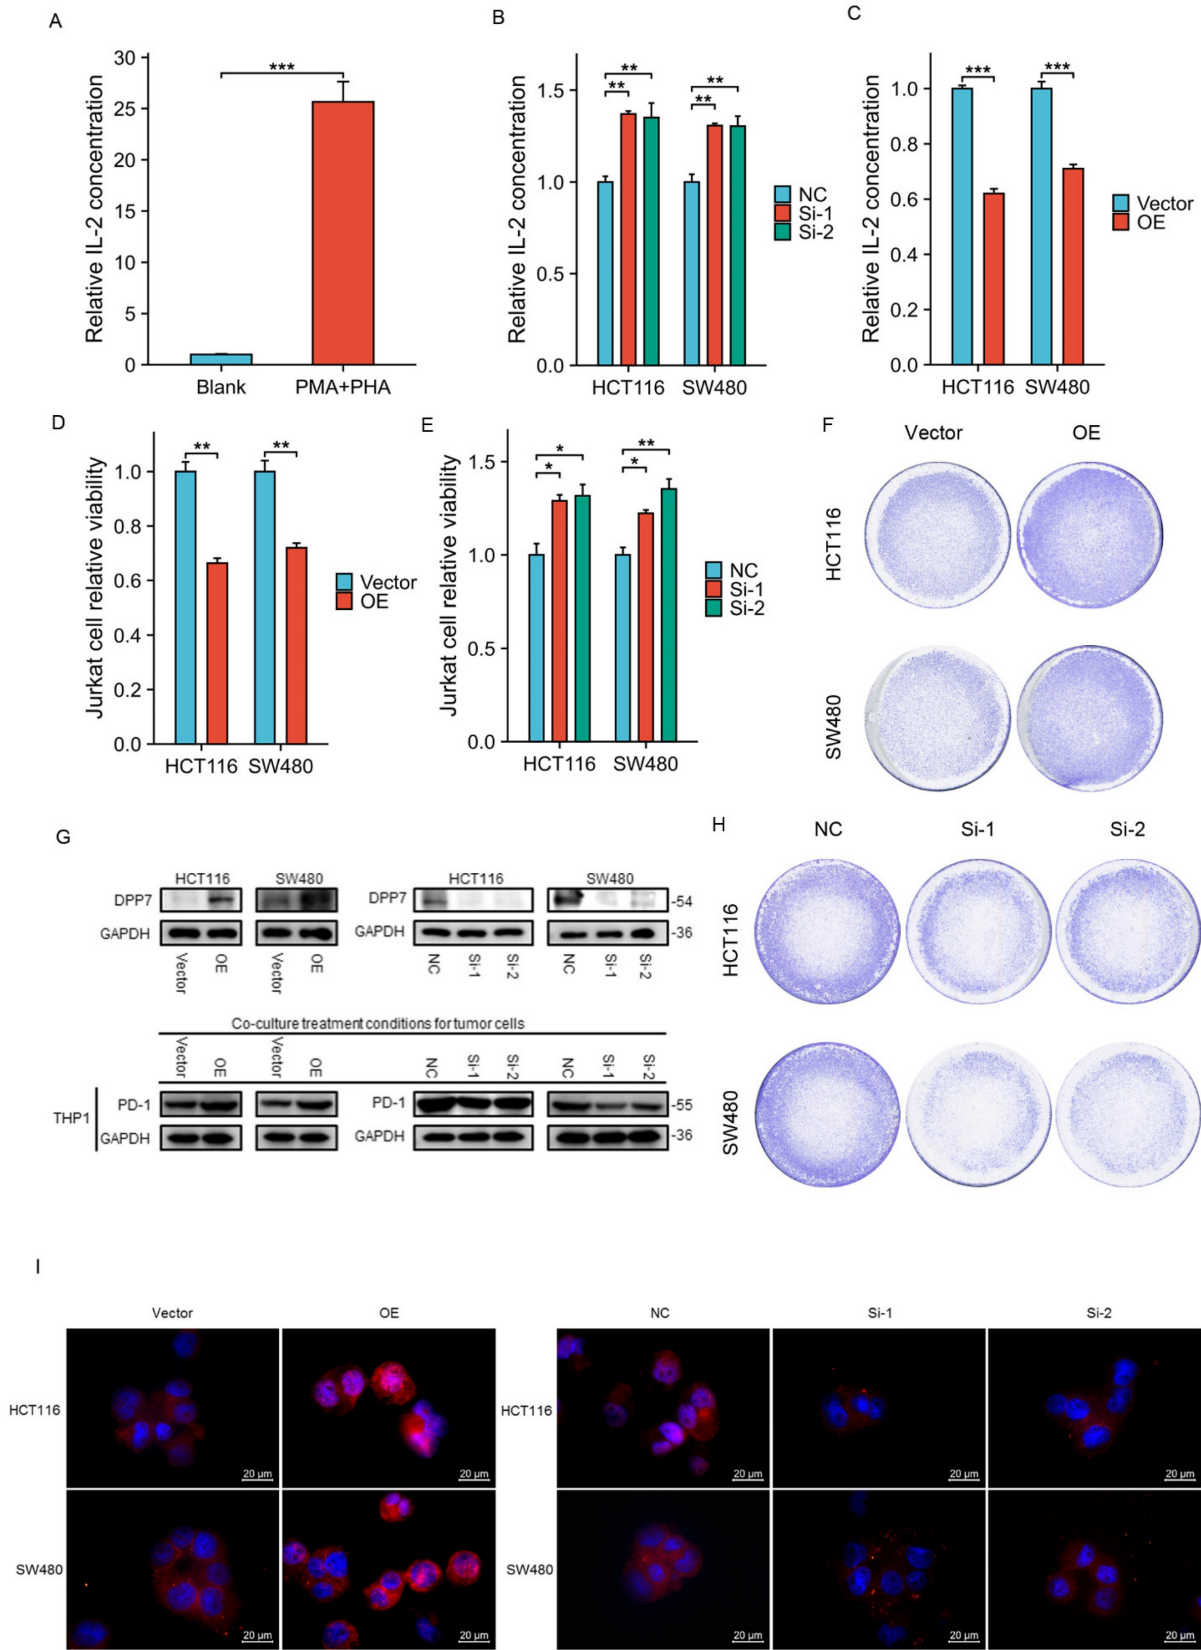 A
Relative IL-2 concentration
30
25
20
15
10
5
0
***
Blank PMA+PHA
B
Relative IL-2 concentration
1.5
1.0
0.5
0.0
** **
** **
HCT116 SW480
NC
Si-1
Si-2
C
Relative IL-2 concentration
1.0
0.8
0.6
0.4
0.2
0.0
*** ***
HCT116 SW480
Vector
OE
D
Jurkat cell relative viability
1.0
0.8
0.6
0.4
0.2
0.0
** **
HCT116 SW480
Vector
OE
E
Jurkat cell relative viability
1.5
1.0
0.5
0.0
* **
* *
HCT116 SW480
NC
Si-1
Si-2
F
Vector OE
HCT116
SW480
G
HCT116 SW480 HCT116 SW480
DPP7 DPP7 -54
GAPDH GAPDH -36
Vector OE Vector OE NC Si-1 Si-2 NC Si-1 Si-2
Co-culture treatment conditions for tumor cells
Vector OE Vector OE NC Si-1 Si-2 NC Si-1 Si-2
THP1
PD-1 PD-1 -55
GAPDH GAPDH -36
H
NC Si-1 Si-2
HCT116
SW480
I
Vector OE NC Si-1 Si-2
HCT116 HCT116
20 µm 20 µm 20 µm 20 µm 20 µm
SW480 SW480
20 µm 20 µm 20 µm 20 µm 20 µm